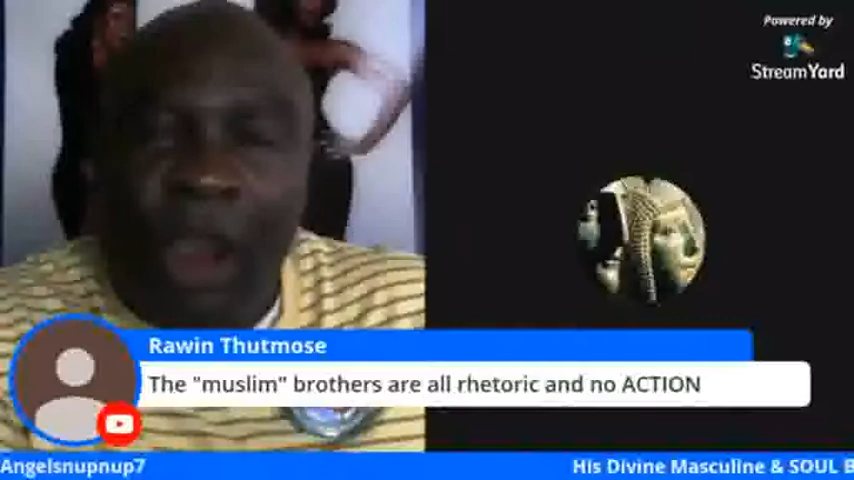 Powered by
StreamYard
Rawin Thutmose
The "muslim" brothers are all rhetoric and no ACTION
Angelsnupnup7
His Divine Masculine & SOUL B